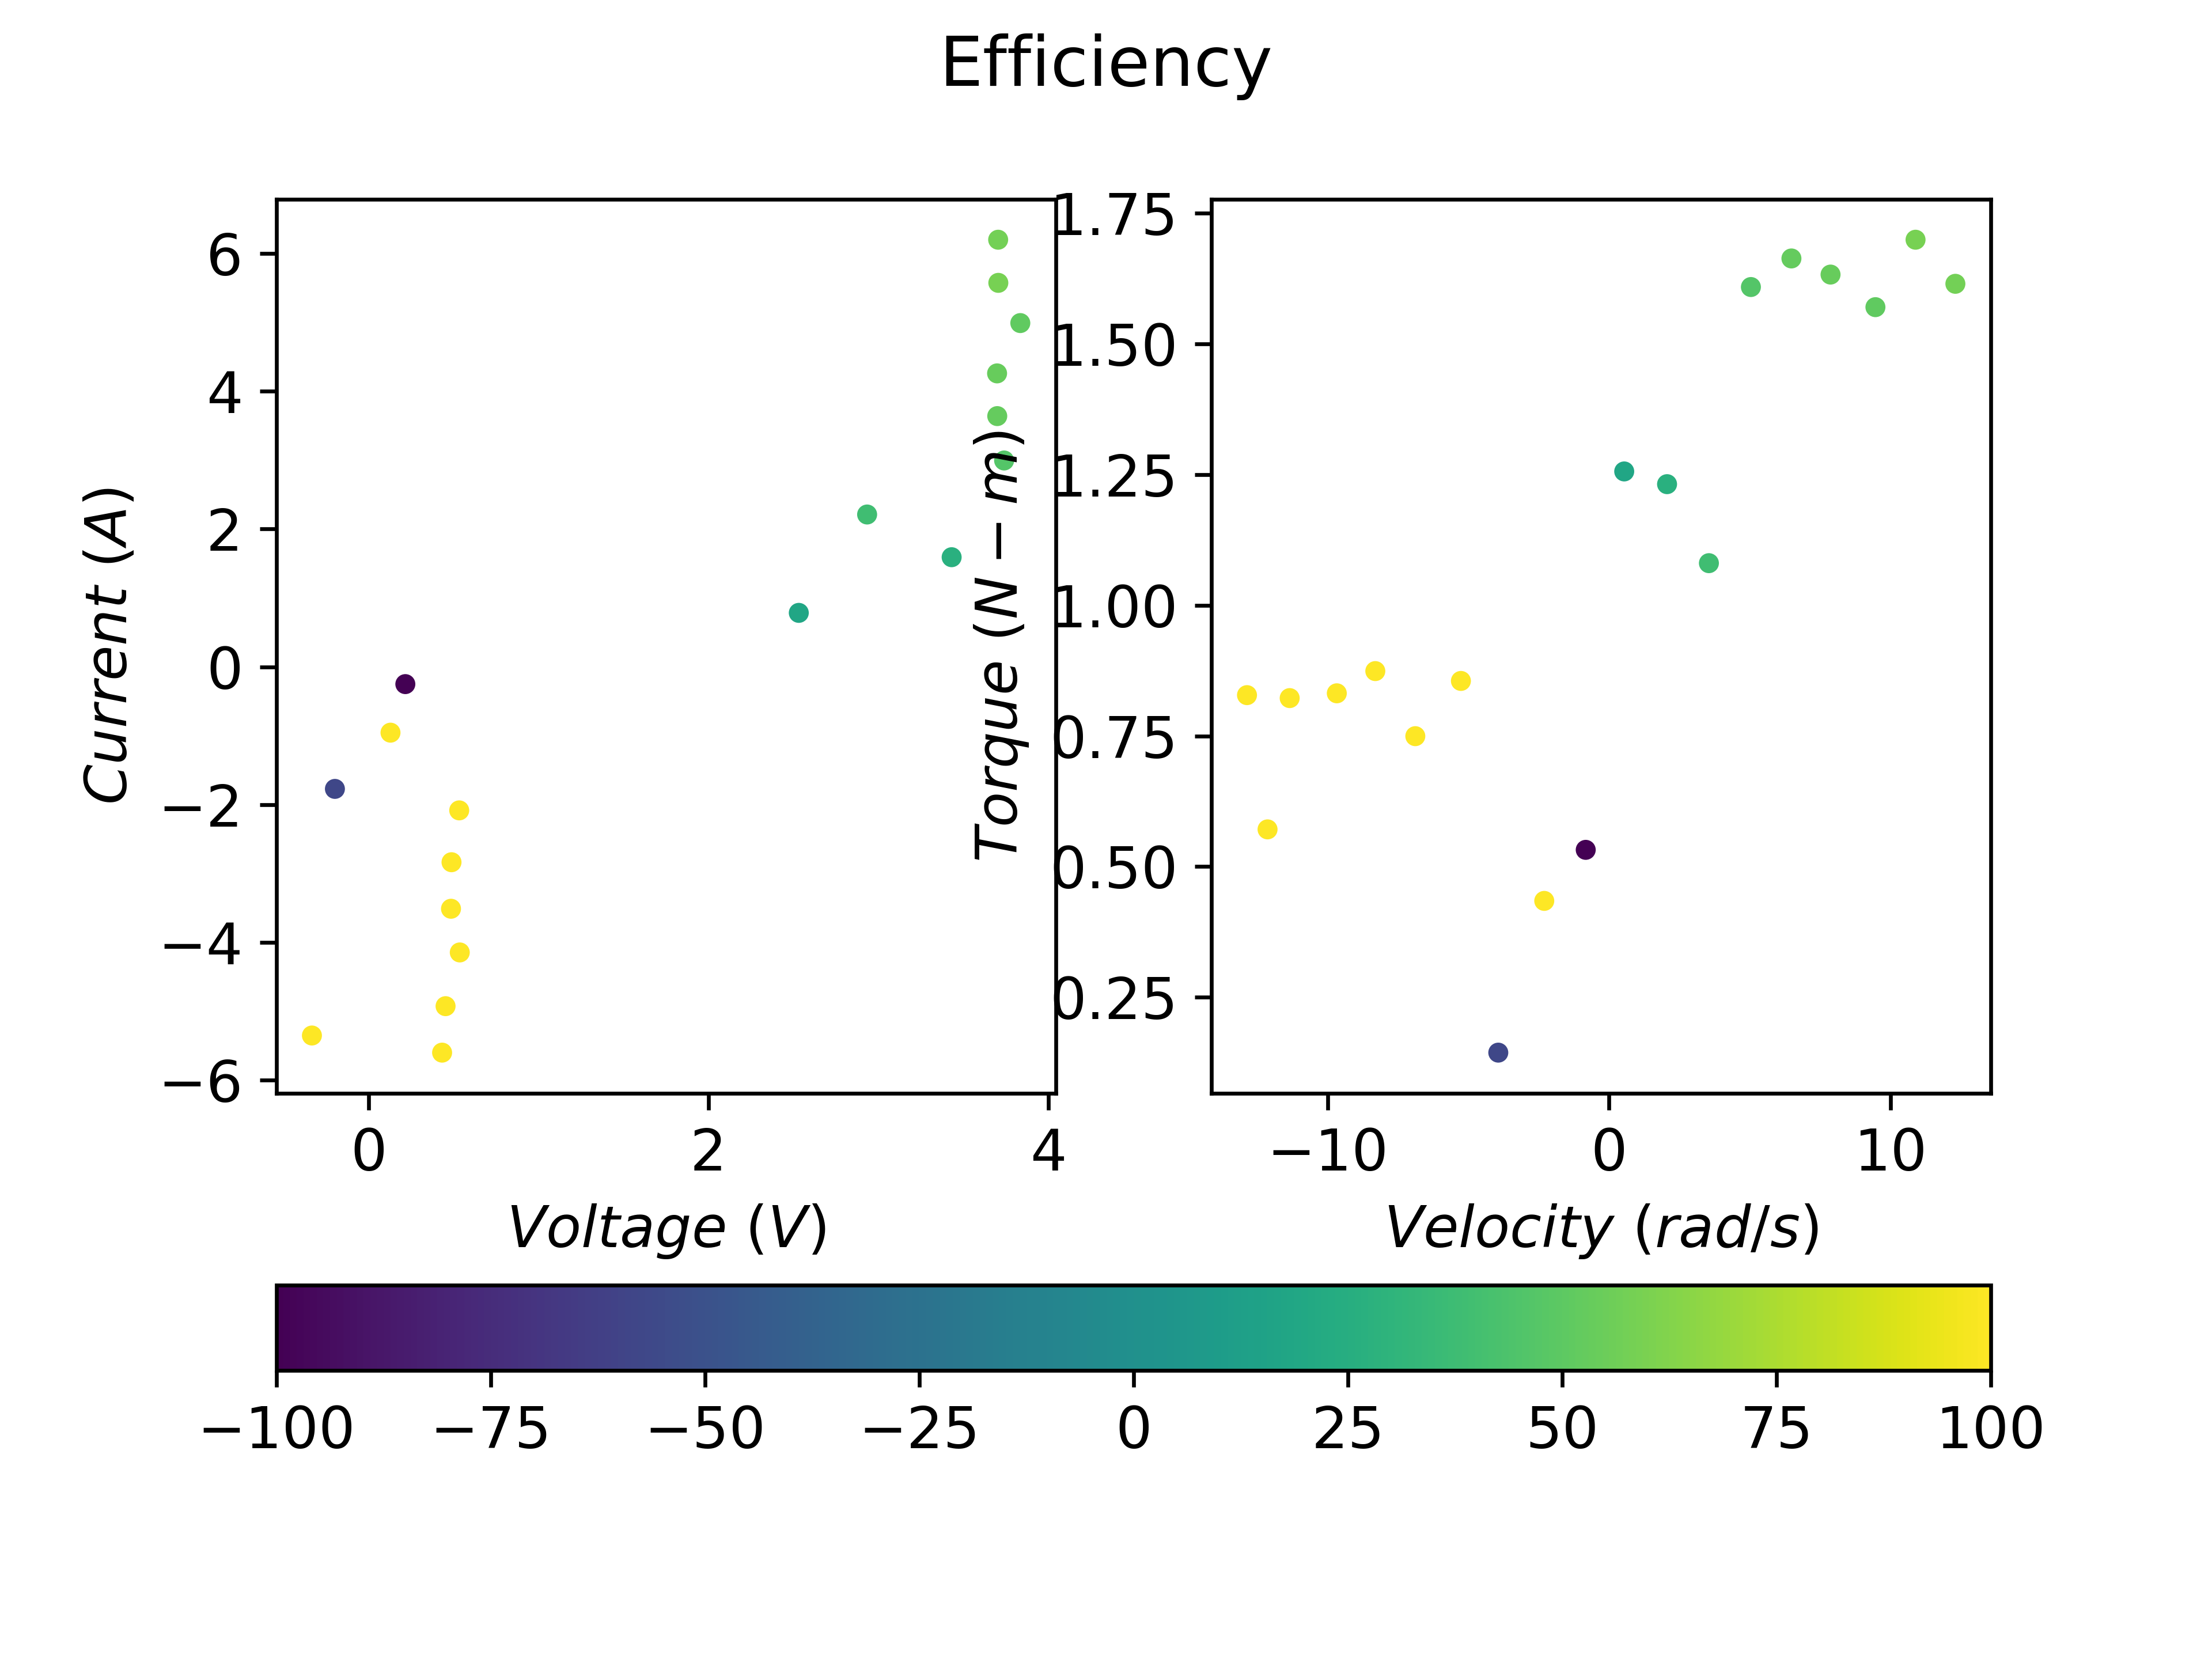 Efficiency
6
4
2
0
−2
−4
−6
Current (A)
0 2 4
Voltage (V)
1.75
1.50
1.25
1.00
0.75
0.50
0.25
Torque (N − m)
−10 0 10
Velocity (rad/s)
−100 −75 −50 −25 0 25 50 75 100